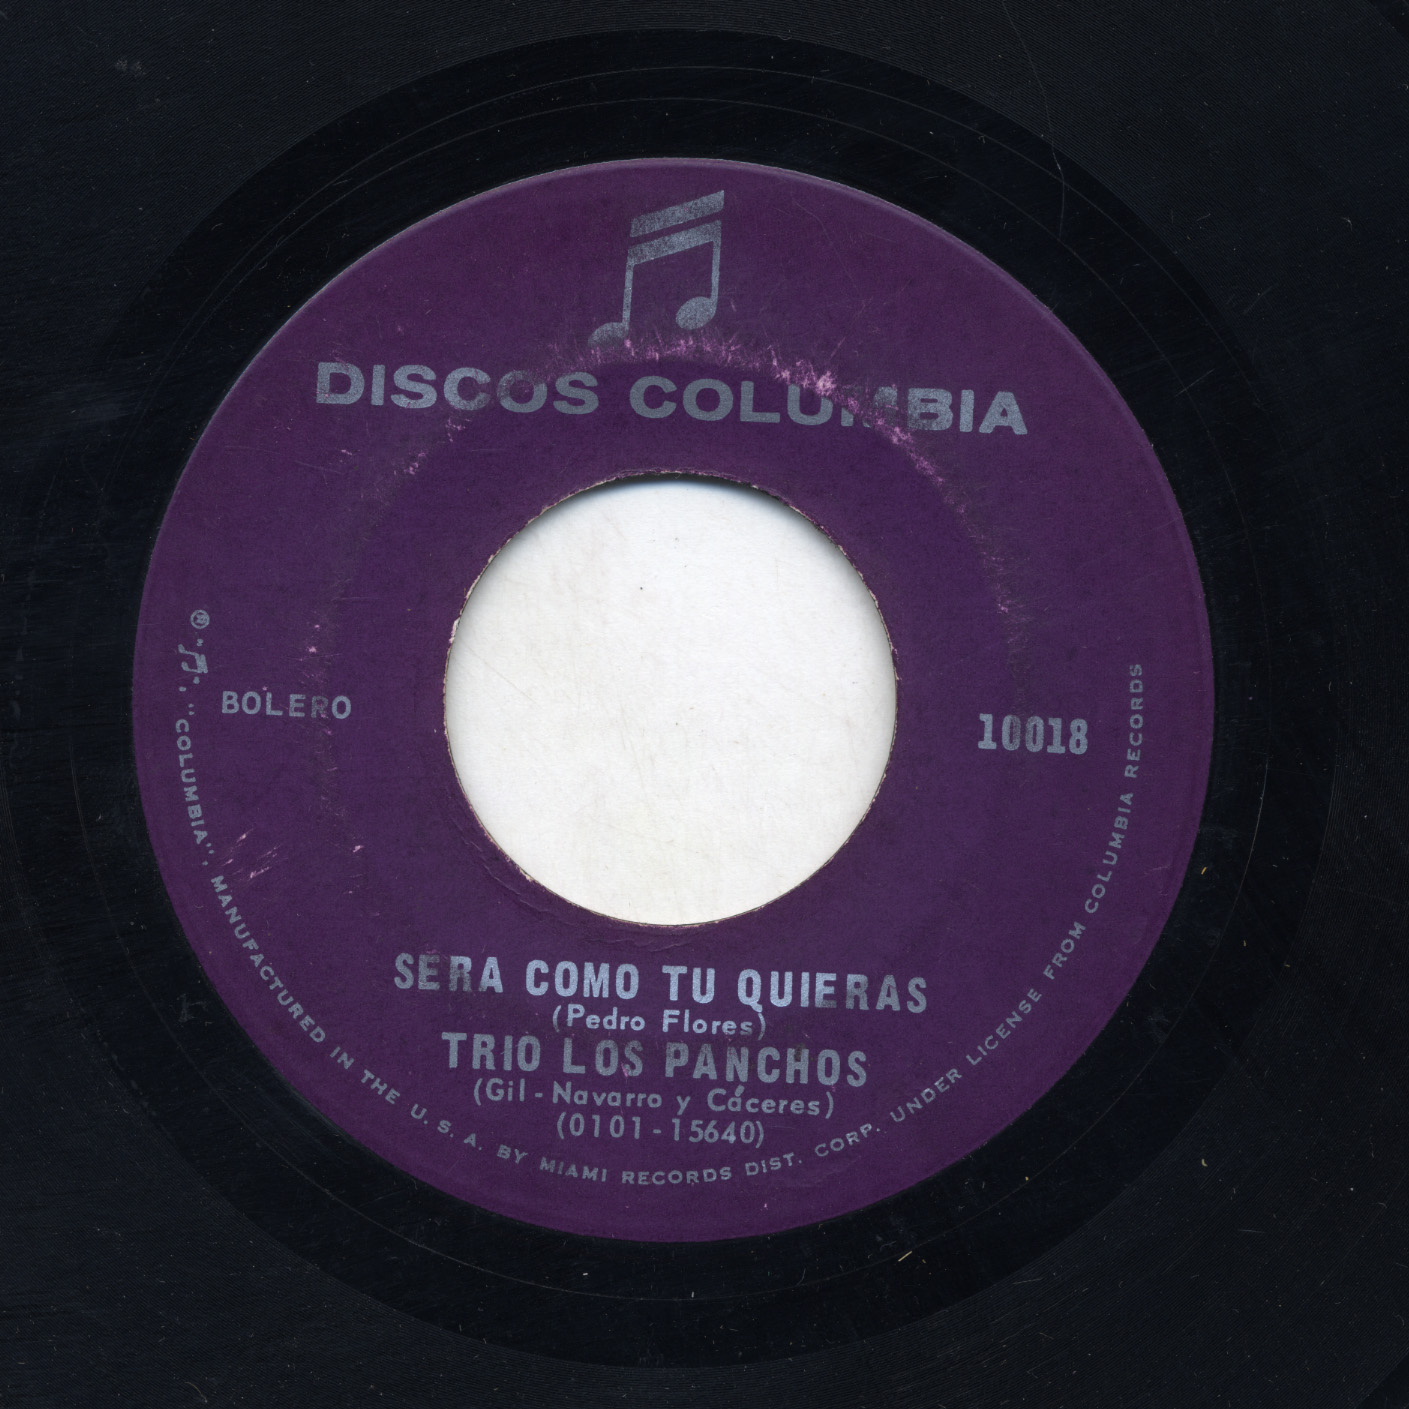 DISCOS COLUMBIA
BOLERO
10018
SERA COMO TU QUIERAS
(Pedro Flores)
TRIO LOS PANCHOS
(Gil - Navarro y Cáceres)
(0101 - 15640)
® "♫", "COLUMBIA", MANUFACTURED IN THE U. S. A. BY MIAMI RECORDS DIST. CORP. UNDER LICENSE FROM COLUMBIA RECORDS